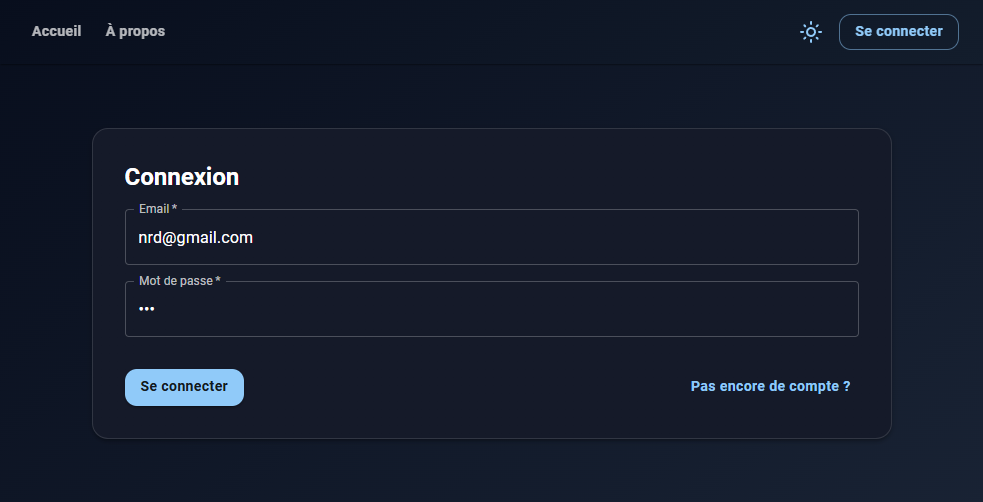 Accueil À propos Se connecter
Connexion
Email *
nrd@gmail.com
Mot de passe *
•••
Se connecter Pas encore de compte ?